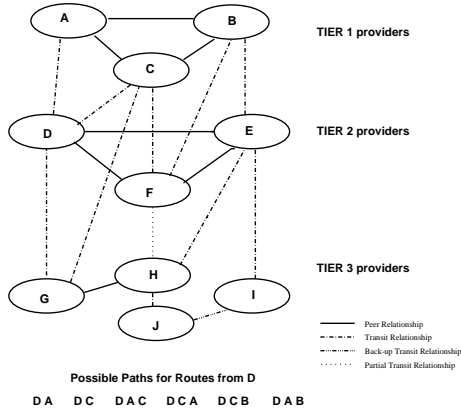 A
B
TIER 1 providers
C
D
E
TIER 2 providers
F
H
TIER 3 providers
G
I
J
Peer Relationship
Transit Relationship
Back-up Transit Relationship
Partial Transit Relationship
Possible Paths for Routes from D
D A D C D A C D C A D C B D A B